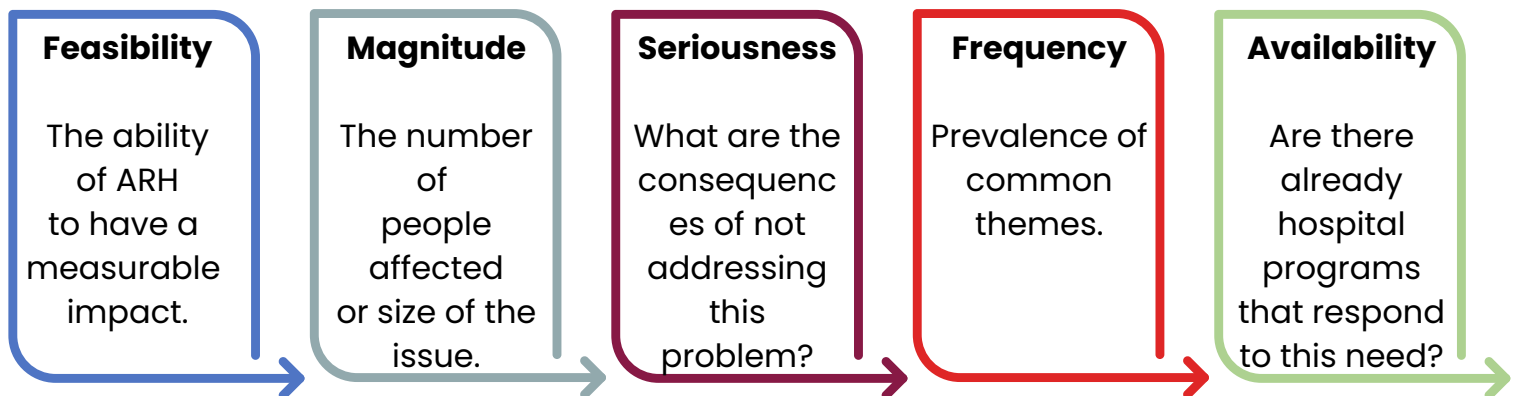 Feasibility
The ability
of ARH
to have a
measurable
impact.
Magnitude
The number
of
people
affected
or size of the
issue.
Seriousness
What are the
consequenc
es of not
addressing
this
problem?
Frequency
Prevalence of
common
themes.
Availability
Are there
already
hospital
programs
that respond
to this need?